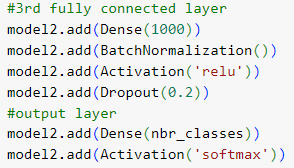 #3rd fully connected layer
model2.add(Dense(1000))
model2.add(BatchNormalization())
model2.add(Activation('relu'))
model2.add(Dropout(0.2))
#output layer
model2.add(Dense(nbr_classes))
model2.add(Activation('softmax'))